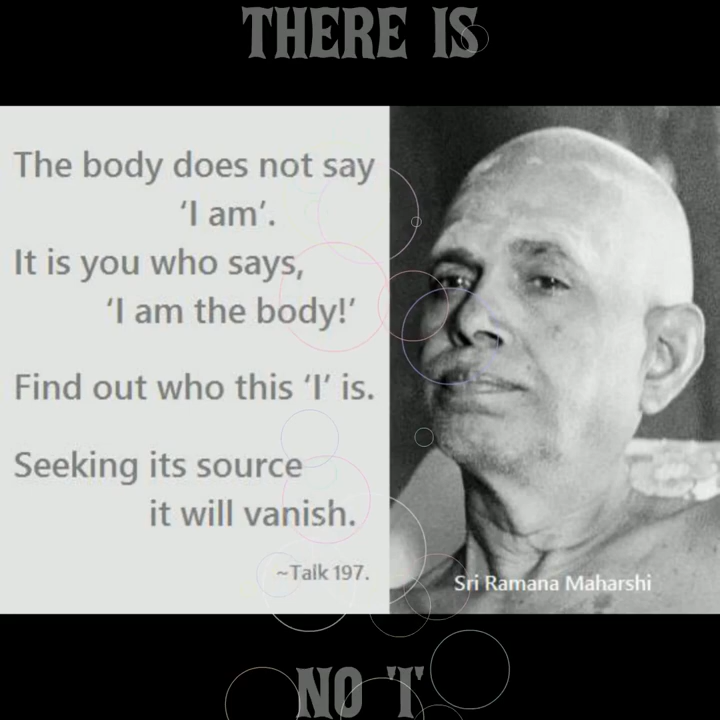 THERE IS
The body does not say
'I am'.
It is you who says,
'I am the body!'
Find out who this 'I' is.
Seeking its source
it will vanish.
~Talk 197.
Sri Ramana Maharshi
NO 'I'